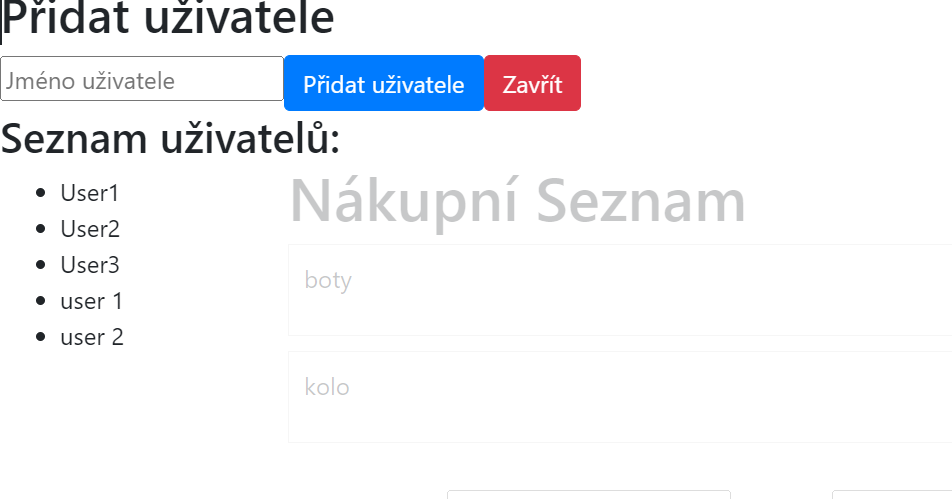 Přidat uživatele
Jméno uživatele Přidat uživatele Zavřít
Seznam uživatelů:
User1
User2
User3
user 1
user 2
Nákupní Seznam
boty
kolo